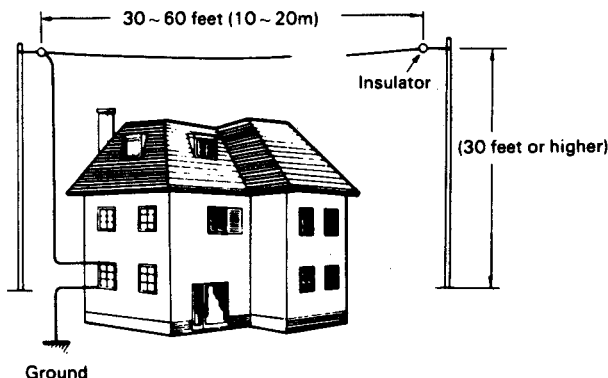 30 ~ 60 feet (10 ~ 20m)
Insulator
(30 feet or higher)
Ground